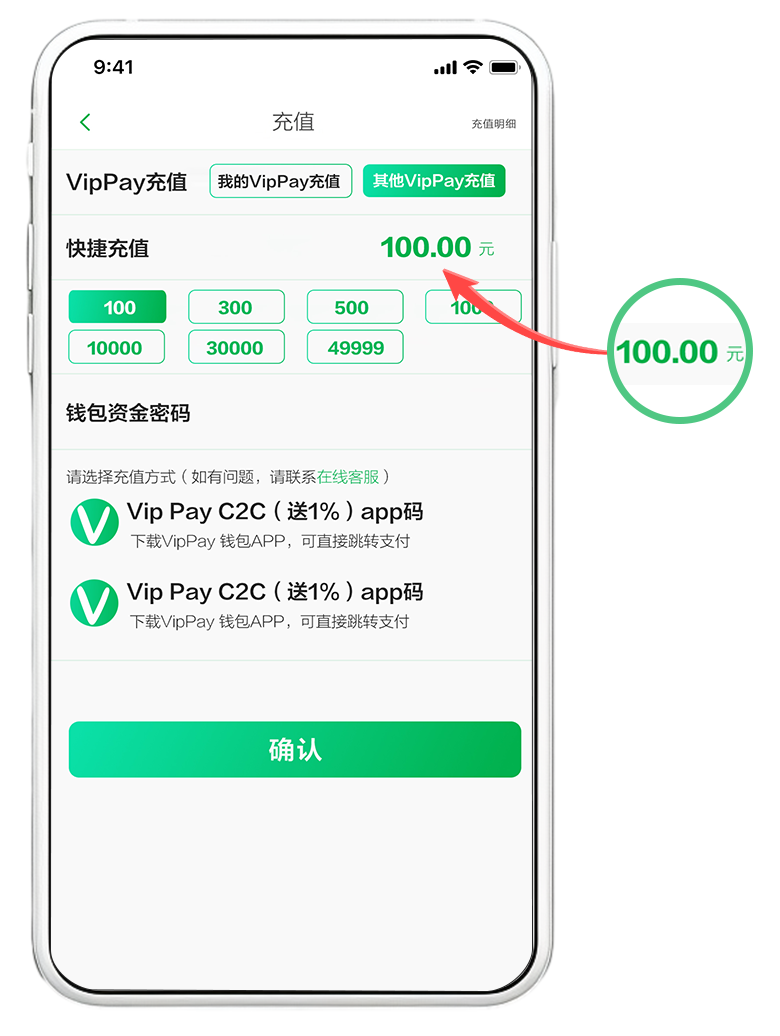 9:41
充值
充值明细
VipPay充值 我的VipPay充值 其他VipPay充值
快捷充值 100.00 元
100 300 500
10000 30000 49999
100.00 元
钱包资金密码
请选择充值方式（如有问题，请联系在线客服）
Vip Pay C2C（送1%）app码
下载VipPay 钱包APP，可直接跳转支付
Vip Pay C2C（送1%）app码
下载VipPay 钱包APP，可直接跳转支付
确认